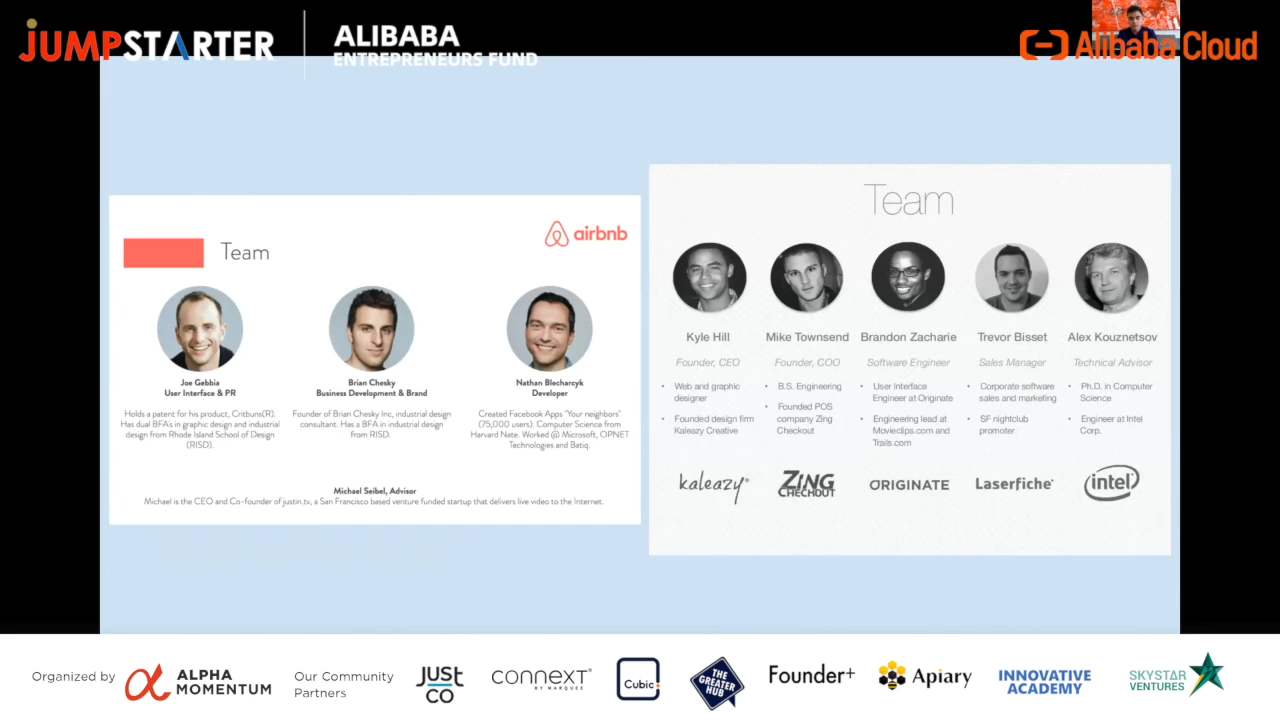 JUMPSTARTER
ALIBABA
ENTREPRENEURS FUND
Alibaba Cloud
airbnb
Team
Joe Gebbia
User Interface & PR
Holds a patent for his product, Critbuns(R).
Has dual BFA's in graphic design and industrial
design from Rhode Island School of Design
(RISD).
Brian Chesky
Business Development & Brand
Founder of Brian Chesky Inc, industrial design
consultant. Has a BFA in industrial design
from RISD.
Nathan Blecharcyk
Developer
Created Facebook Apps "Your neighbors"
(75,000 users). Computer Science from
Harvard Nate. Worked @ Microsoft, OPNET
Technologies and Batiq.
Michael Seibel, Advisor
Michael is the CEO and Co-founder of justin.tv, a San Francisco based venture funded startup that delivers live video to the Internet.
Team
Kyle Hill
Founder, CEO
• Web and graphic
designer
• Founded design firm
Kaleazy Creative
kaleazy®
Mike Townsend
Founder, COO
• B.S. Engineering
• Founded POS
company Zing
Checkout
ZING
CHECKOUT
Brandon Zacharie
Software Engineer
• User Interface
Engineer at Originate
• Engineering lead at
Movieclips.com and
Trails.com
ORIGINATE
Trevor Bisset
Sales Manager
• Corporate software
sales and marketing
• SF nightclub
promoter
Laserfiche®
Alex Kouznetsov
Technical Advisor
• Ph.D. in Computer
Science
• Engineer at Intel
Corp.
intel®
Organized by
ALPHA
MOMENTUM
Our Community
Partners
JUSt
CO
CONNEXT®
BY MARQUEE
Cubic
THE
GREATER
HUB
Founder+
Apiary
INNOVATIVE
ACADEMY
SKYSTAR
VENTURES